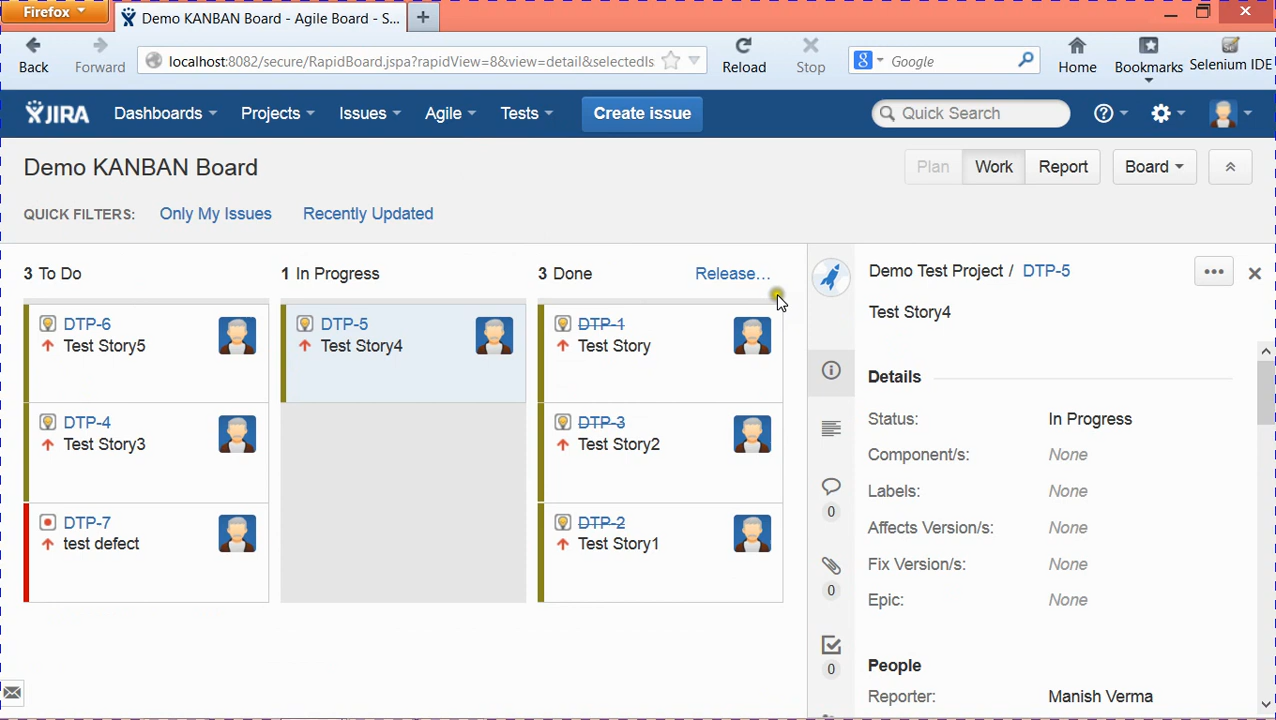 Firefox
Demo KANBAN Board - Agile Board - S...
Back
Forward
localhost:8082/secure/RapidBoard.jspa?rapidView=8&view=detail&selectedIs
Reload
Stop
Google
Home
Bookmarks
Selenium IDE
JIRA
Dashboards
Projects
Issues
Agile
Tests
Create issue
Quick Search
Demo KANBAN Board
Plan
Work
Report
Board
QUICK FILTERS:
Only My Issues
Recently Updated
3 To Do
1 In Progress
3 Done
Release...
DTP-6
Test Story5
DTP-4
Test Story3
DTP-7
test defect
DTP-5
Test Story4
DTP-1
Test Story
DTP-3
Test Story2
DTP-2
Test Story1
Demo Test Project / DTP-5
Test Story4
Details
Status: In Progress
Component/s: None
Labels: None
Affects Version/s: None
Fix Version/s: None
Epic: None
0
0
0
People
Reporter: Manish Verma